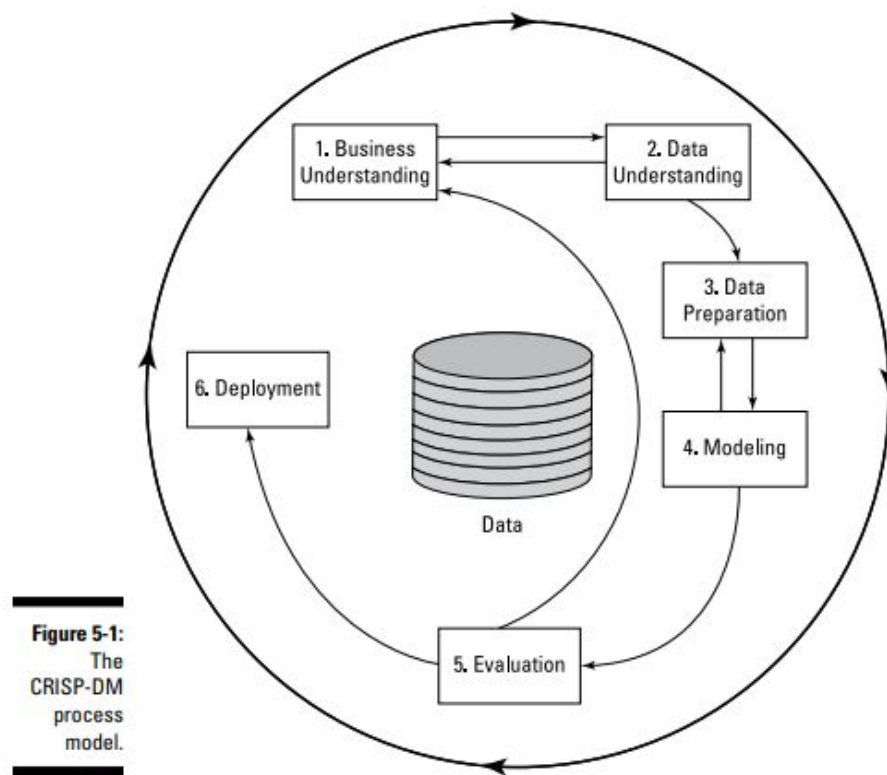 1. Business
Understanding
2. Data
Understanding
3. Data
Preparation
6. Deployment
4. Modeling
Data
5. Evaluation
Figure 5-1:
The
CRISP-DM
process
model.